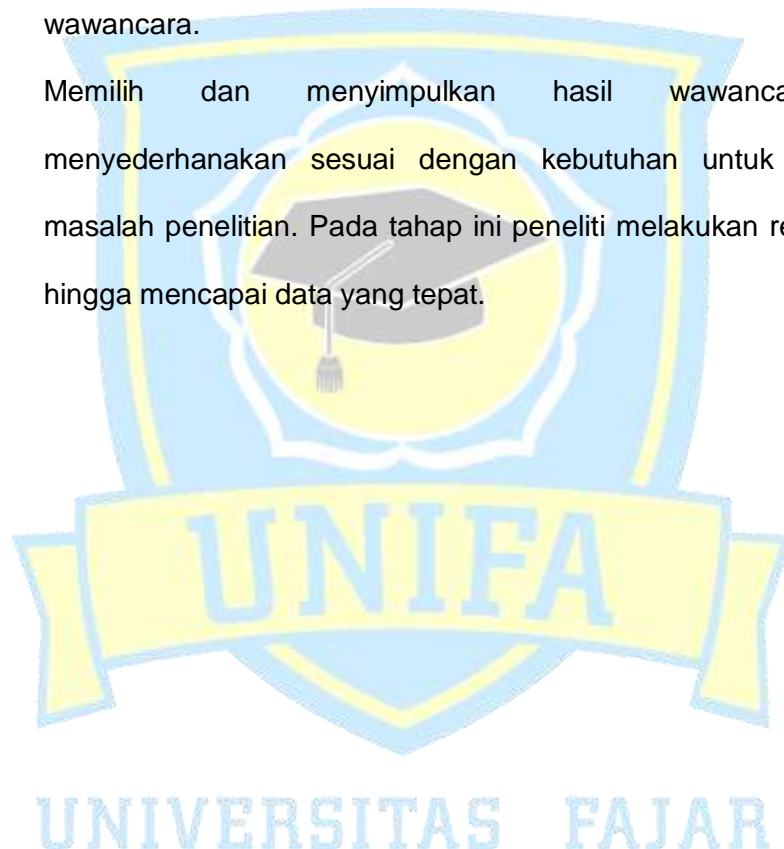 wawancara.
Memilih dan menyimpulkan hasil
menyederhanakan sesuai dengan kebutuhan untuk
masalah penelitian. Pada tahap ini peneliti melakukan
hingga mencapai data yang tepat.
UNIFA
UNIVERSITAS FAJAR